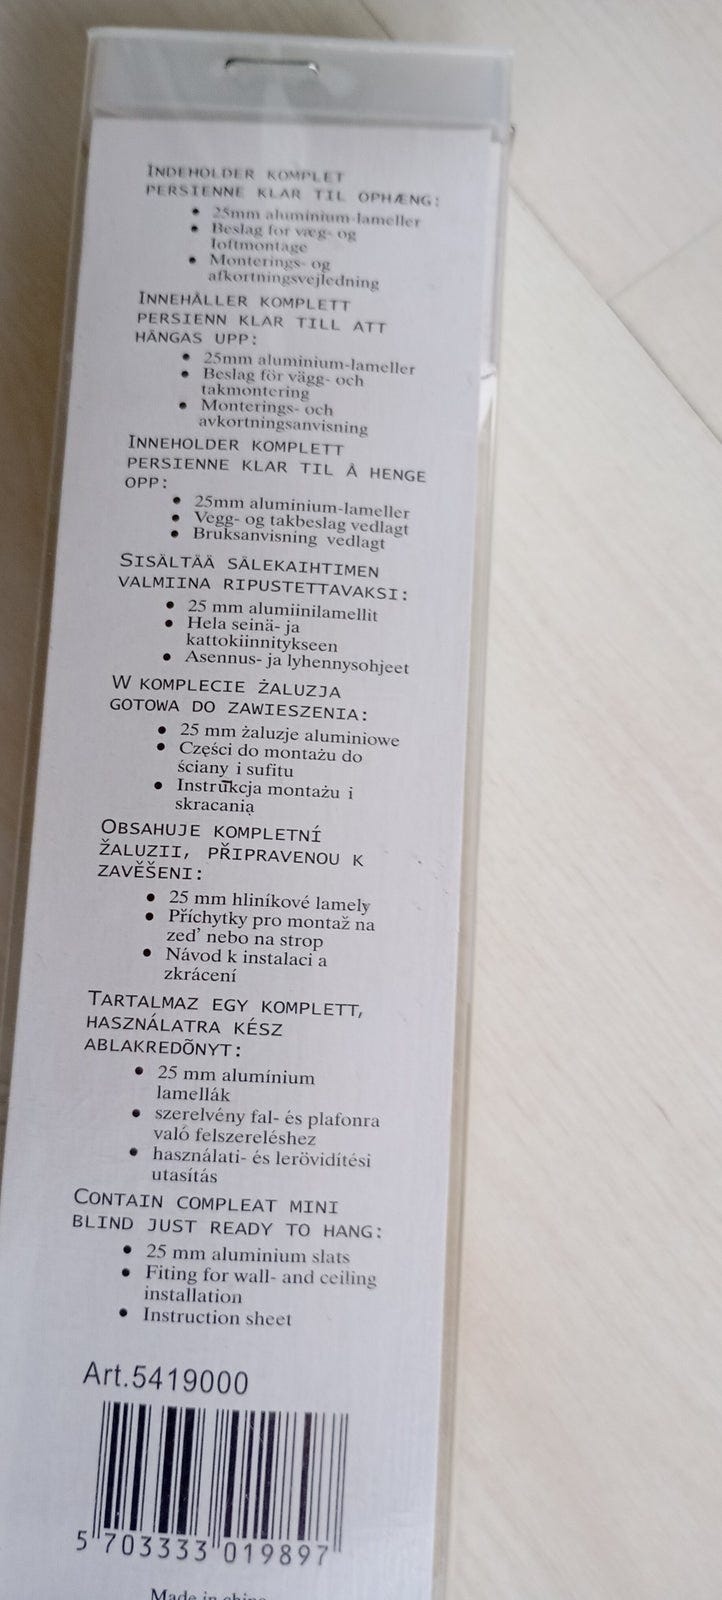 INDEHOLDER KOMPLET
PERSIENNE KLAR TIL OPHÆNG:
• 25mm aluminium-lameller
• Beslag for væg- og
loftmontage
• Monterings- og
afkortningsvejledning
INNEHÅLLER KOMPLETT
PERSIENN KLAR TILL ATT
HÄNGAS UPP:
• 25mm aluminium-lameller
• Beslag för vägg- och
takmontering
• Monterings- och
avkortningsanvisning
INNEHOLDER KOMPLETT
PERSIENNE KLAR TIL Å HENGE
OPP:
• 25mm aluminium-lameller
• Vegg- og takbeslag vedlagt
• Bruksanvisning vedlagt
SISÄLTÄÄ SÄLEKAIHTIMEN
VALMIINA RIPUSTETTAVAKSI:
• 25 mm alumiinilamellit
• Hela seinä- ja
kattokiinnitykseen
• Asennus- ja lyhennysohjeet
W KOMPLECIE ŻALUZJA
GOTOWA DO ZAWIESZENIA:
• 25 mm żaluzje aluminiowe
• Części do montażu do
ściany i sufitu
• Instrukcja montażu i
skracania
OBSAHUJE KOMPLETNÍ
ŽALUZII, PŘIPRAVENOU K
ZAVĚŠENI:
• 25 mm hliníkové lamely
• Příchytky pro montaž na
zeď nebo na strop
• Návod k instalaci a
zkrácení
TARTALMAZ EGY KOMPLETT,
HASZNÁLATRA KÉSZ
ABLAKREDÕNYT:
• 25 mm alumínium
lamellák
• szerelvény fal- és plafonra
való felszereléshez
• használati- és lerövidítési
utasítás
CONTAIN COMPLEAT MINI
BLIND JUST READY TO HANG:
• 25 mm aluminium slats
• Fiting for wall- and ceiling
installation
• Instruction sheet
Art.5419000
5 703333 019897
Made in china